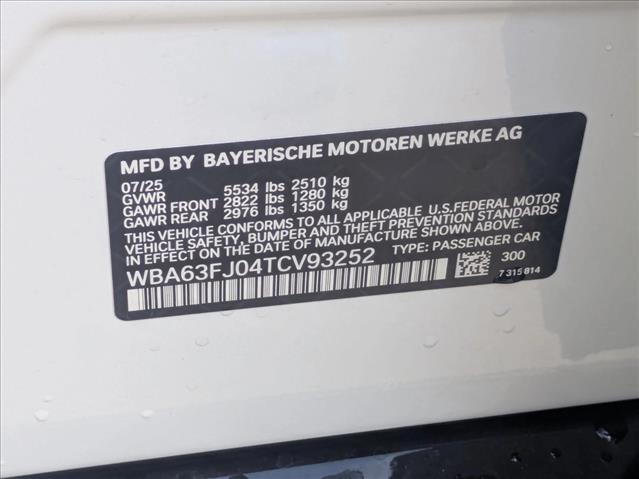 MFD BY BAYERISCHE MOTOREN WERKE AG
07/25
GVWR 5534 lbs 2510 kg
GAWR FRONT 2822 lbs 1280 kg
GAWR REAR 2976 lbs 1350 kg
THIS VEHICLE CONFORMS TO ALL APPLICABLE U.S.FEDERAL MOTOR
VEHICLE SAFETY, BUMPER, AND THEFT PREVENTION
STANDARDS IN EFFECT ON THE DATE OF MANUFACTURE SHOWN ABOVE.
WBA63FJ04TCV93252 TYPE: PASSENGER CAR
300
7 315 814